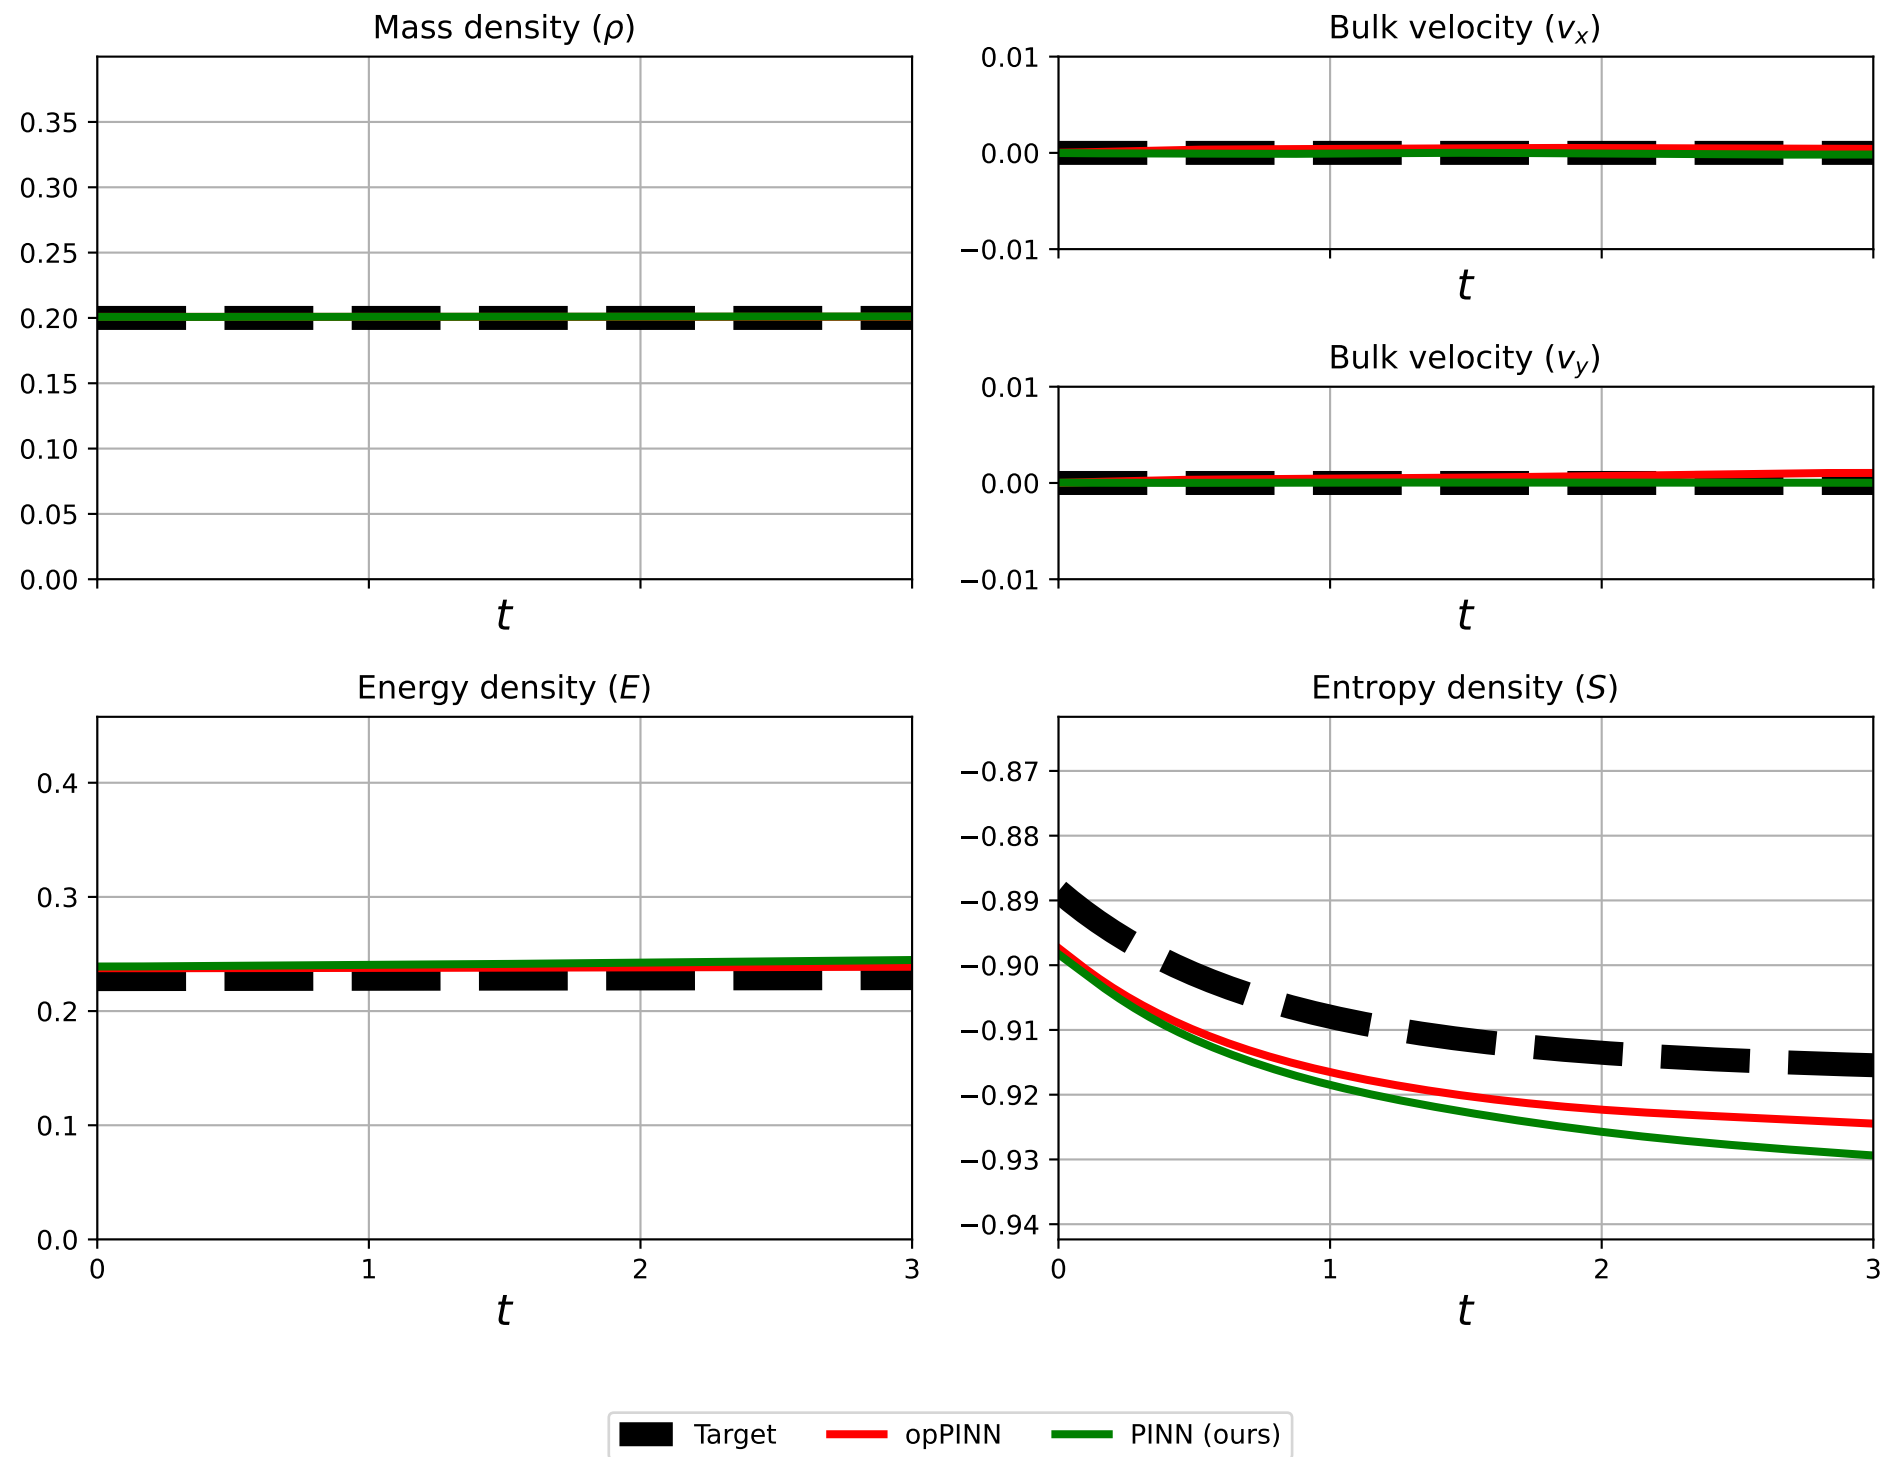 Mass density (ρ)
0.35
0.30
0.25
0.20
0.15
0.10
0.05
0.00
t
Bulk velocity (vₓ)
0.01
0.00
−0.01
t
Bulk velocity (v_y)
0.01
0.00
−0.01
t
Energy density (E)
0.4
0.3
0.2
0.1
0.0
0 1 2 3
t
Entropy density (S)
−0.87
−0.88
−0.89
−0.90
−0.91
−0.92
−0.93
−0.94
0 1 2 3
t
Target opPINN PINN (ours)